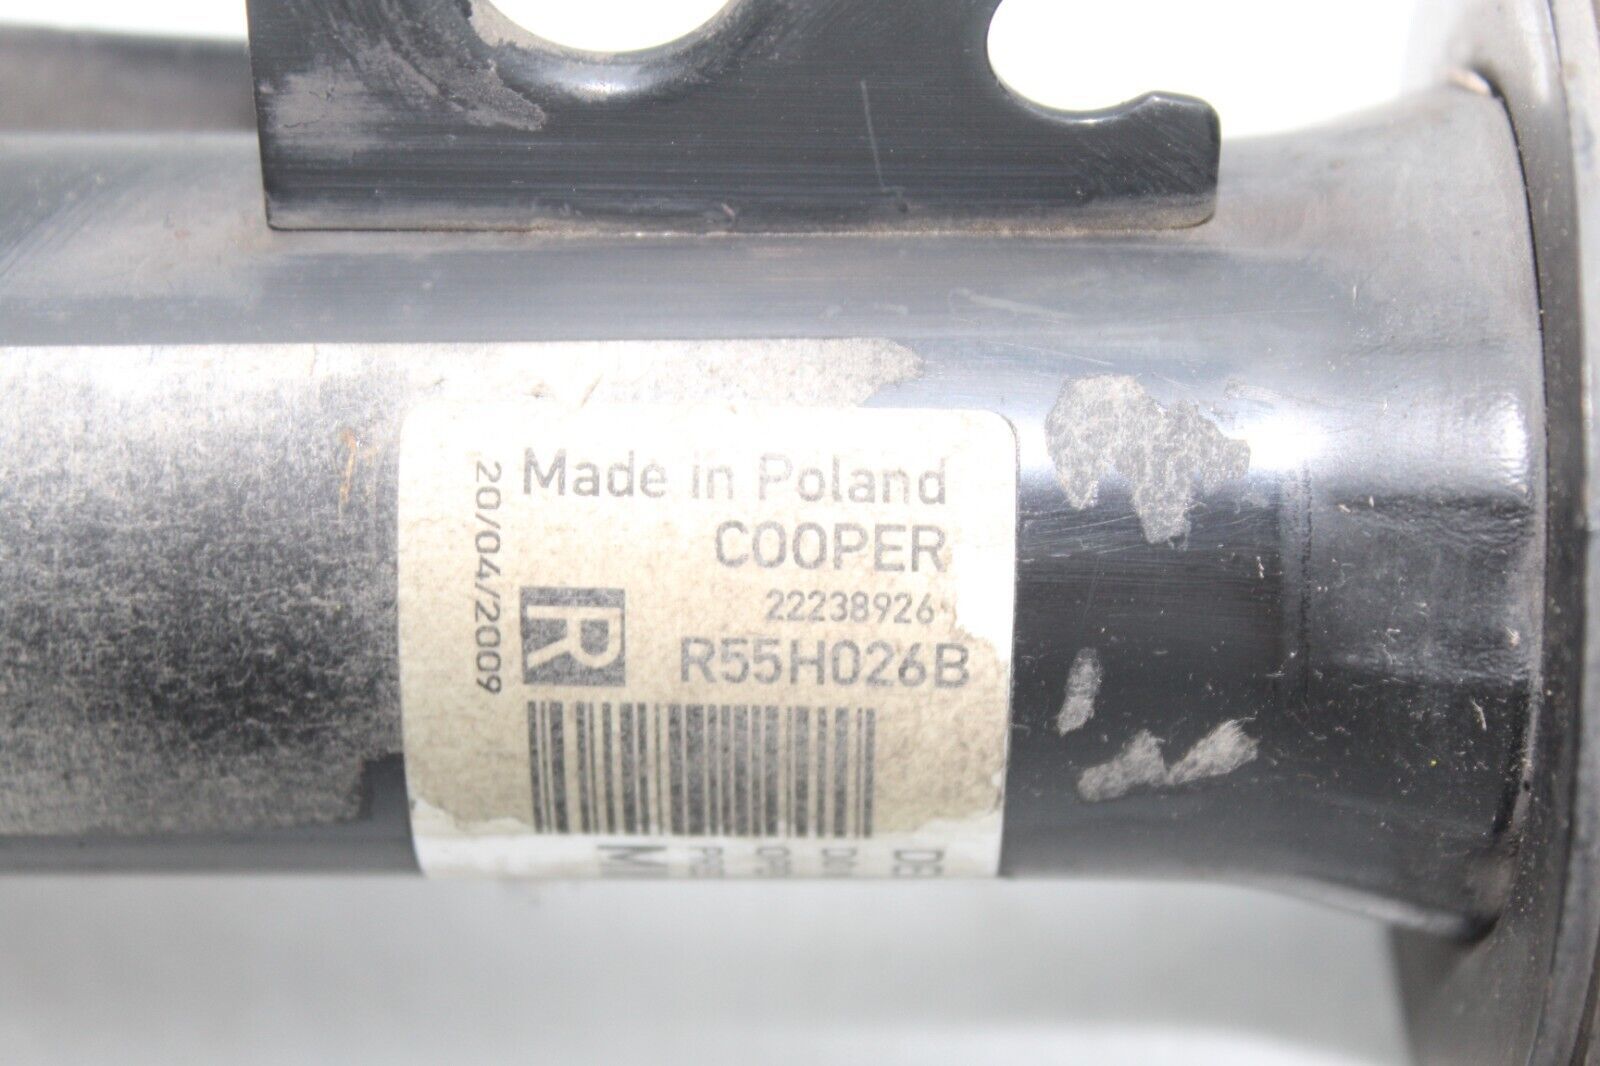 Made in Poland
COOPER
22238926
R R55H026B
20/04/2009